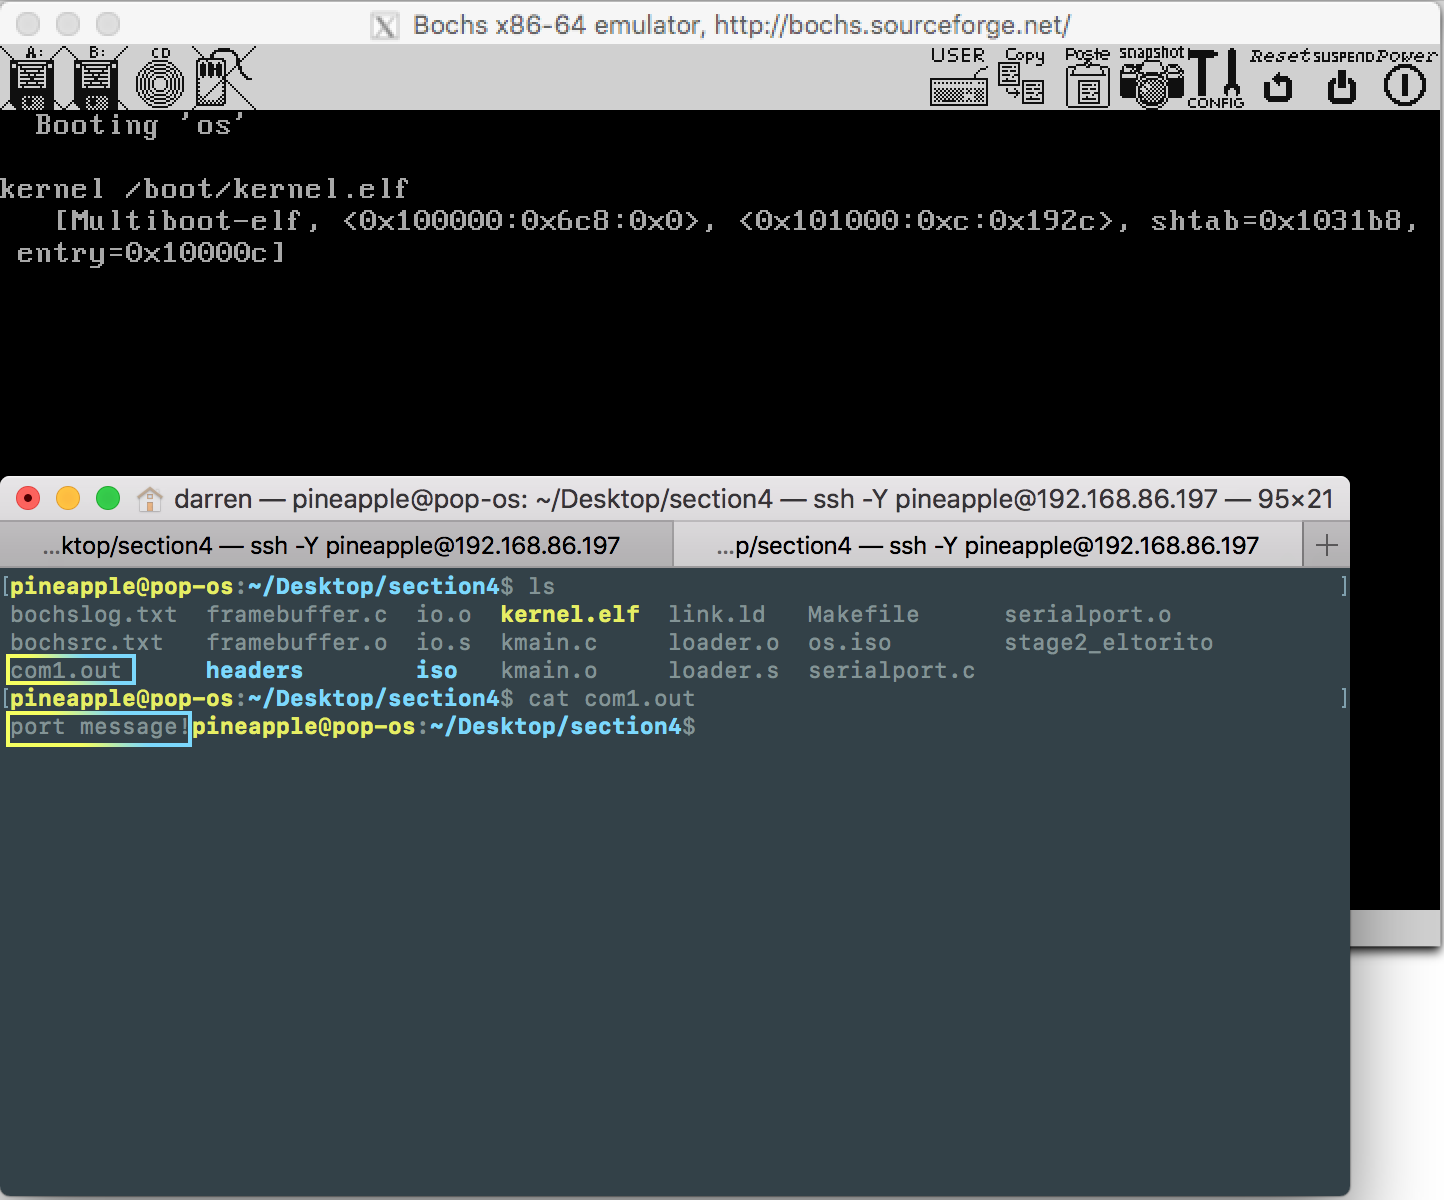 Bochs x86-64 emulator, http://bochs.sourceforge.net/
A: B: CD USER Copy Paste snapshot CONFIG Reset SUSPEND Power
Booting 'os'
kernel /boot/kernel.elf
[Multiboot-elf, <0x100000:0x6c8:0x0>, <0x101000:0xc:0x192c>, shtab=0x1031b8,
entry=0x10000c]
darren — pineapple@pop-os: ~/Desktop/section4 — ssh -Y pineapple@192.168.86.197 — 95×21
...ktop/section4 — ssh -Y pineapple@192.168.86.197 ...p/section4 — ssh -Y pineapple@192.168.86.197 +
[pineapple@pop-os:~/Desktop/section4$ ls ]
bochslog.txt framebuffer.c io.o kernel.elf link.ld Makefile serialport.o
bochsrc.txt framebuffer.o io.s kmain.c loader.o os.iso stage2_eltorito
com1.out headers iso kmain.o loader.s serialport.c
[pineapple@pop-os:~/Desktop/section4$ cat com1.out ]
port message!pineapple@pop-os:~/Desktop/section4$